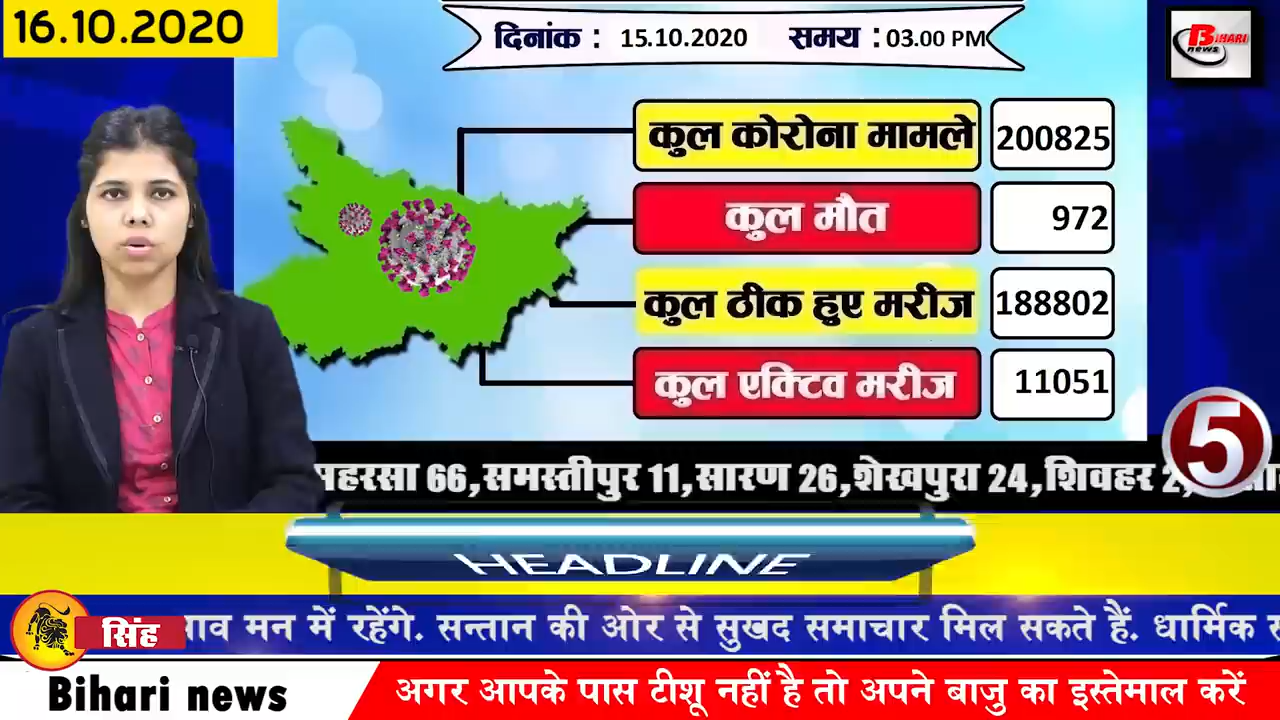 16.10.2020
दिनांक : 15.10.2020 समय : 03.00 PM
BIHARI news
कुल कोरोना मामले 200825
कुल मौत 972
कुल ठीक हुए मरीज 188802
कुल एक्टिव मरीज 11051
5
66,समस्तीपुर 11,सारण 26,शेखपुरा 24,शिवहर
HEADLINE
सिंह
मन में रहेंगे. सन्तान की ओर से सुखद समाचार मिल सकते हैं. धार्मिक
Bihari news
अगर आपके पास टीशू नहीं है तो अपने बाजु का इस्तेमाल करें